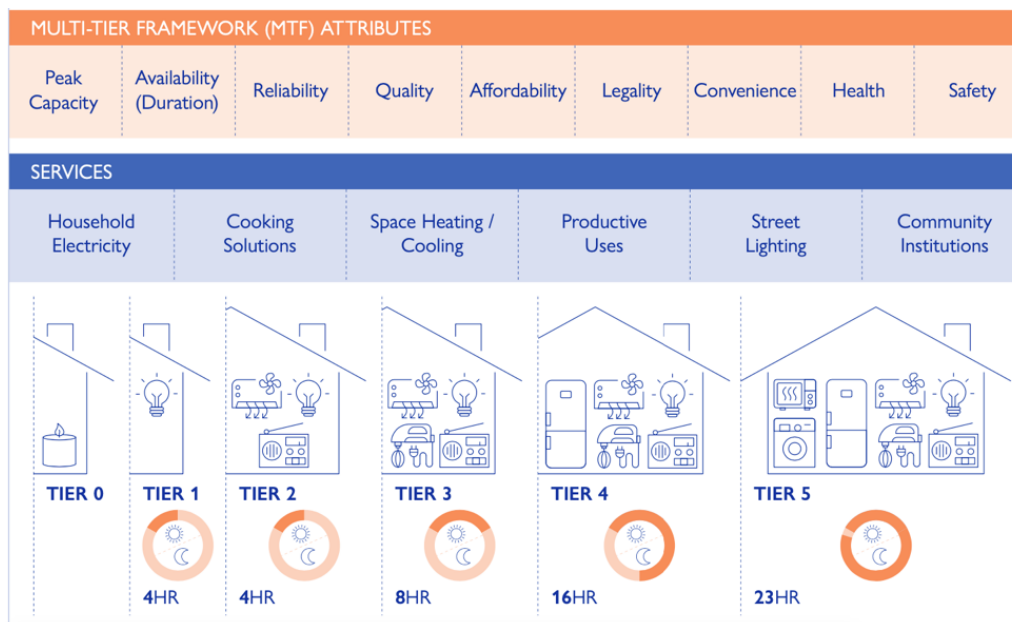 MULTI-TIER FRAMEWORK (MTF) ATTRIBUTES
Peak
Capacity
Availability
(Duration)
Reliability
Quality
Affordability
Legality
Convenience
Health
Safety
SERVICES
Household
Electricity
Cooking
Solutions
Space Heating /
Cooling
Productive
Uses
Street
Lighting
Community
Institutions
TIER 0
TIER 1
TIER 2
TIER 3
TIER 4
TIER 5
4HR
4HR
8HR
16HR
23HR